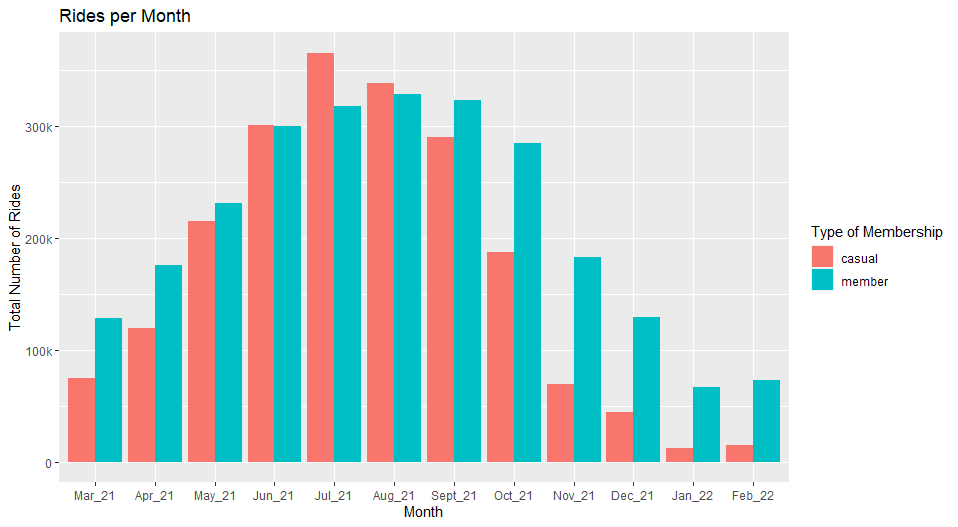 Rides per Month
Total Number of Rides
300k
200k
100k
0
Mar_21 Apr_21 May_21 Jun_21 Jul_21 Aug_21 Sept_21 Oct_21 Nov_21 Dec_21 Jan_22 Feb_22
Month
Type of Membership
casual
member